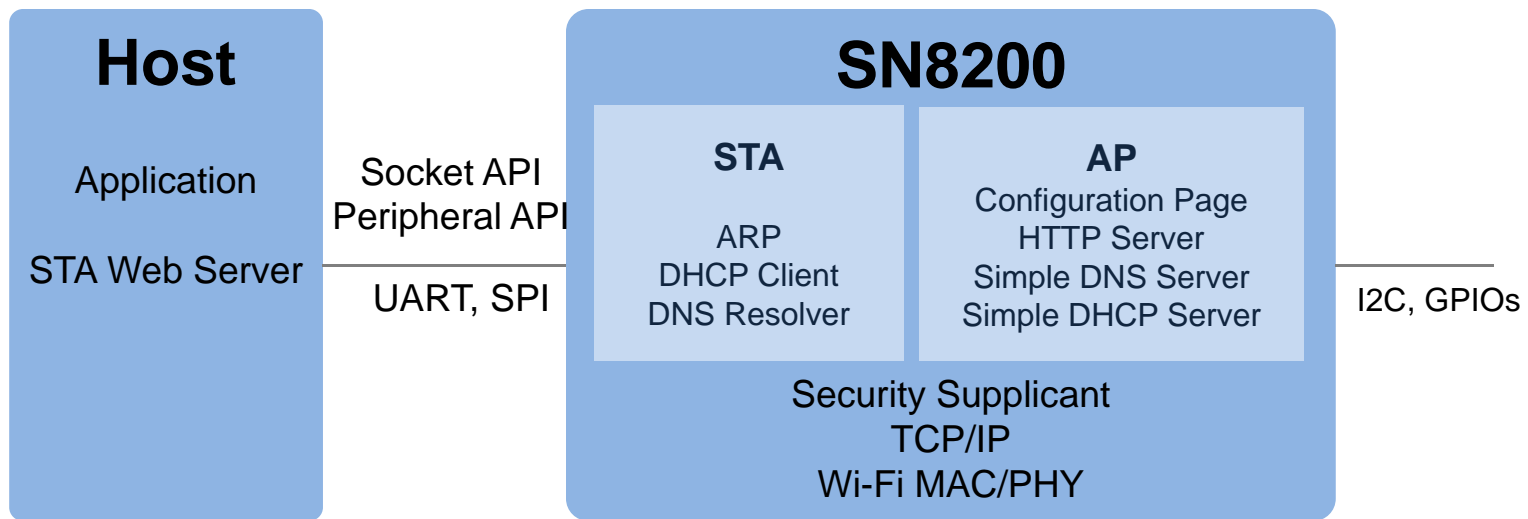 Host
Application
STA Web Server
Socket API
Peripheral API
UART, SPI
SN8200
STA
ARP
DHCP Client
DNS Resolver
AP
Configuration Page
HTTP Server
Simple DNS Server
Simple DHCP Server
Security Supplicant
TCP/IP
Wi-Fi MAC/PHY
I2C, GPIOs